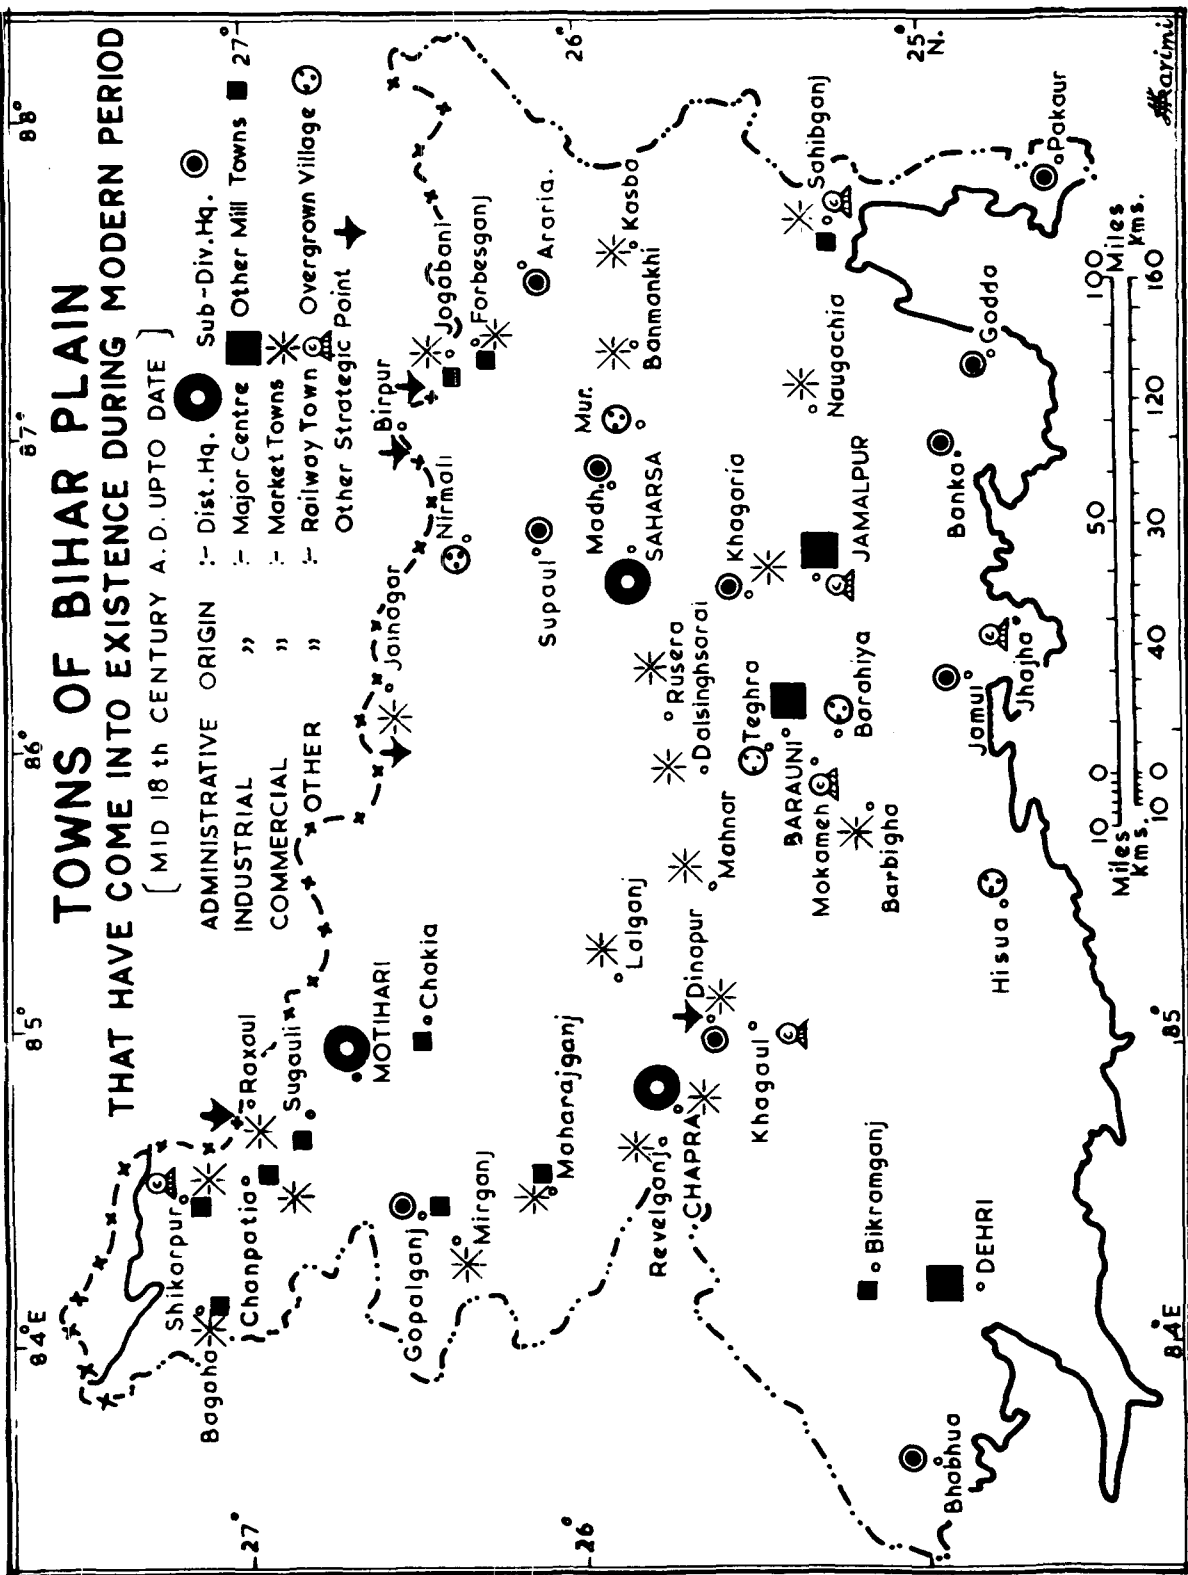 TOWNS OF BIHAR PLAIN
THAT HAVE COME INTO EXISTENCE DURING MODERN PERIOD
[MID 18th CENTURY A.D. UPTO DATE]
ADMINISTRATIVE ORIGIN :- Dist.Hq. Sub-Div.Hq.
INDUSTRIAL ,, :- Major Centre Other Mill Towns
COMMERCIAL ,, :- Market Towns
OTHER ,, :- Railway Town Overgrown Village
Other Strategic Point
84°E
85°
86°
87°
88°
27°
27°
26°
26°
25°
N.
84°E
85
Bagaha
Shikarpur
Chanpatia
Raxaul
Sugauli
MOTIHARI
Chakia
Gopalganj
Mirganj
Maharajganj
Revelganj
CHAPRA
Lalganj
Dinapur
Khagaul
Mahnar
Jainagar
Nirmali
Birpur
Jogabani
Forbesganj
Araria.
Supaul
Madh.
Mur.
SAHARSA
Banmankhi
Kasba
Rusera
Dalsinghsarai
Khagaria
Teghra
BARAUNI
Mokameh
Barahiya
Barbigha
JAMALPUR
Naugachia
Sahibganj
Bikramganj
DEHRI
Bhabhua
Hisua
Jamui
Jhajha
Banka
Godda
Pakaur
Miles 10 0 50 100 Miles
Kms. 10 0 40 30 120 160 Kms.
Karimi